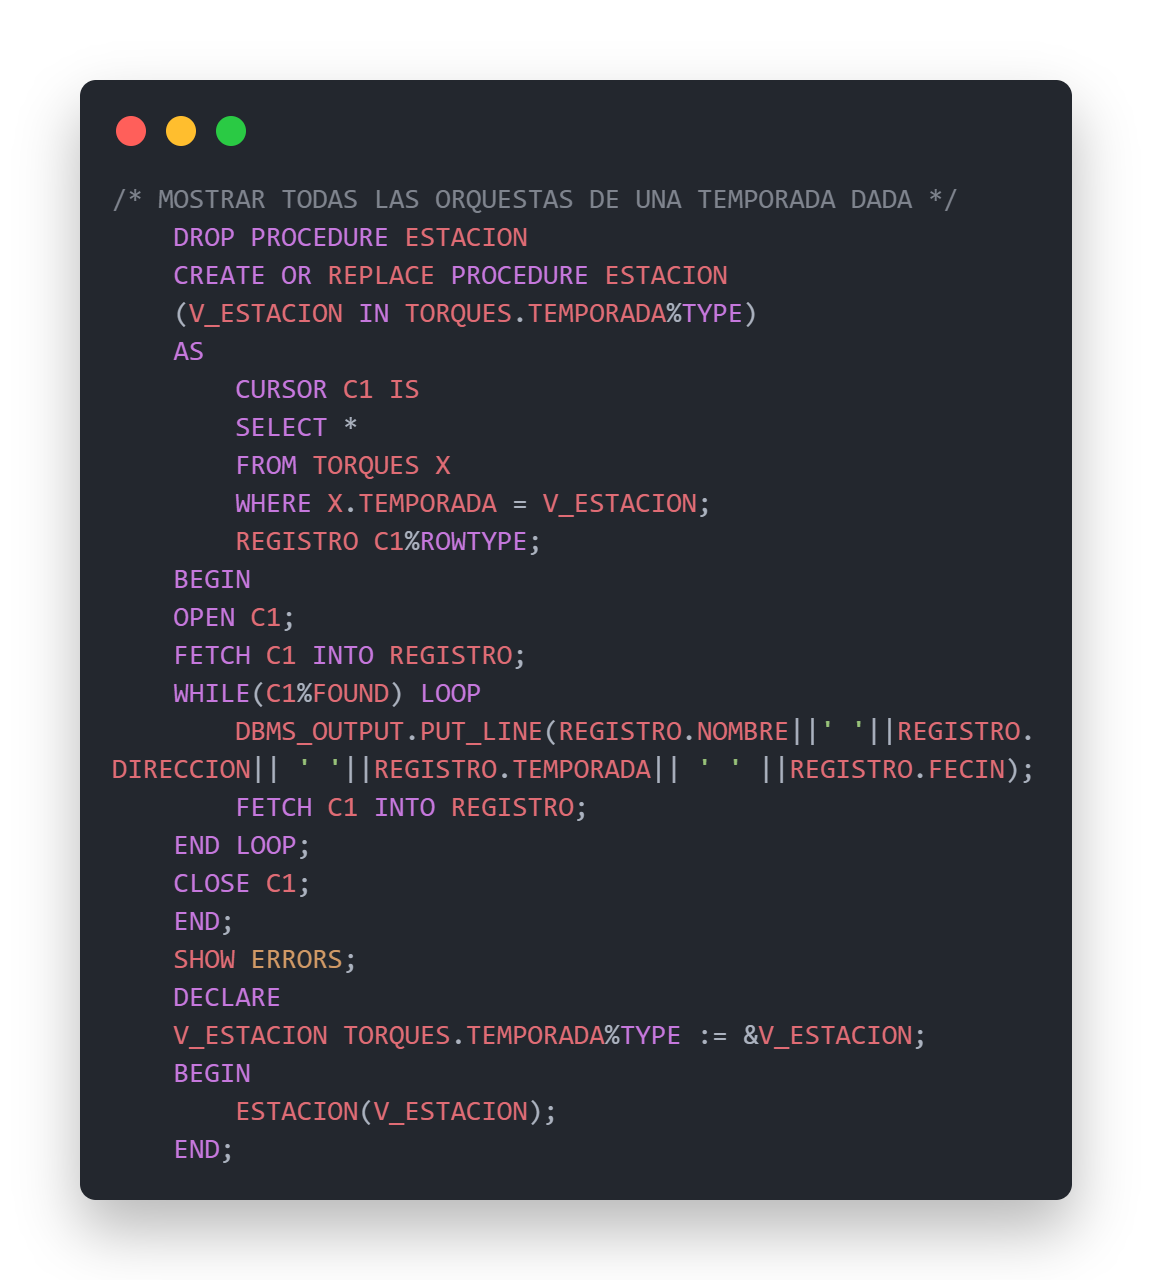 /* MOSTRAR TODAS LAS ORQUESTAS DE UNA TEMPORADA DADA */
    DROP PROCEDURE ESTACION
    CREATE OR REPLACE PROCEDURE ESTACION
    (V_ESTACION IN TORQUES.TEMPORADA%TYPE)
    AS
        CURSOR C1 IS
        SELECT *
        FROM TORQUES X
        WHERE X.TEMPORADA = V_ESTACION;
        REGISTRO C1%ROWTYPE;
    BEGIN
    OPEN C1;
    FETCH C1 INTO REGISTRO;
    WHILE(C1%FOUND) LOOP
        DBMS_OUTPUT.PUT_LINE(REGISTRO.NOMBRE||' '||REGISTRO.
DIRECCION|| ' '||REGISTRO.TEMPORADA|| ' ' ||REGISTRO.FECIN);
        FETCH C1 INTO REGISTRO;
    END LOOP;
    CLOSE C1;
    END;
    SHOW ERRORS;
    DECLARE
    V_ESTACION TORQUES.TEMPORADA%TYPE := &V_ESTACION;
    BEGIN
        ESTACION(V_ESTACION);
    END;